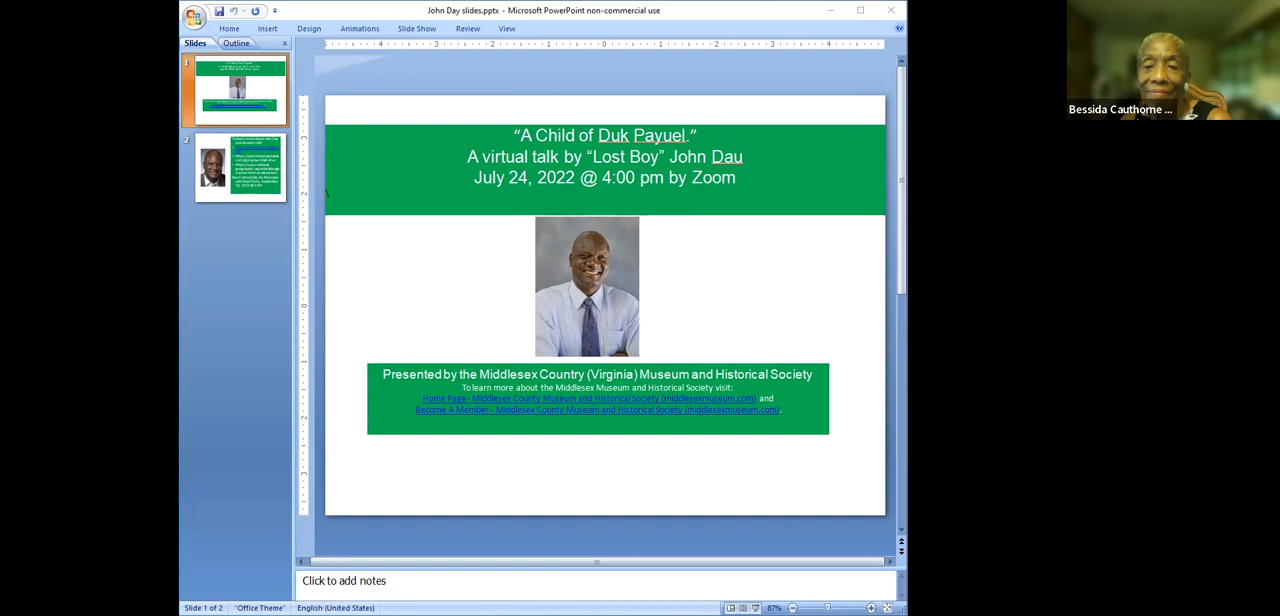 John Day slides.pptx - Microsoft PowerPoint non-commercial use
Home Insert Design Animations Slide Show Review View
Slides Outline
“A Child of Duk Payuel.”
A virtual talk by “Lost Boy” John Dau
July 24, 2022 @ 4:00 pm by Zoom
\
Presented by the Middlesex Country (Virginia) Museum and Historical Society
To learn more about the Middlesex Museum and Historical Society visit:
Home Page - Middlesex County Museum and Historical Society (middlesexmuseum.com) and
Become A Member - Middlesex County Museum and Historical Society (middlesexmuseum.com).
Click to add notes
Slide 1 of 2 "Office Theme" English (United States) 87%
Bessida Cauthorne ...